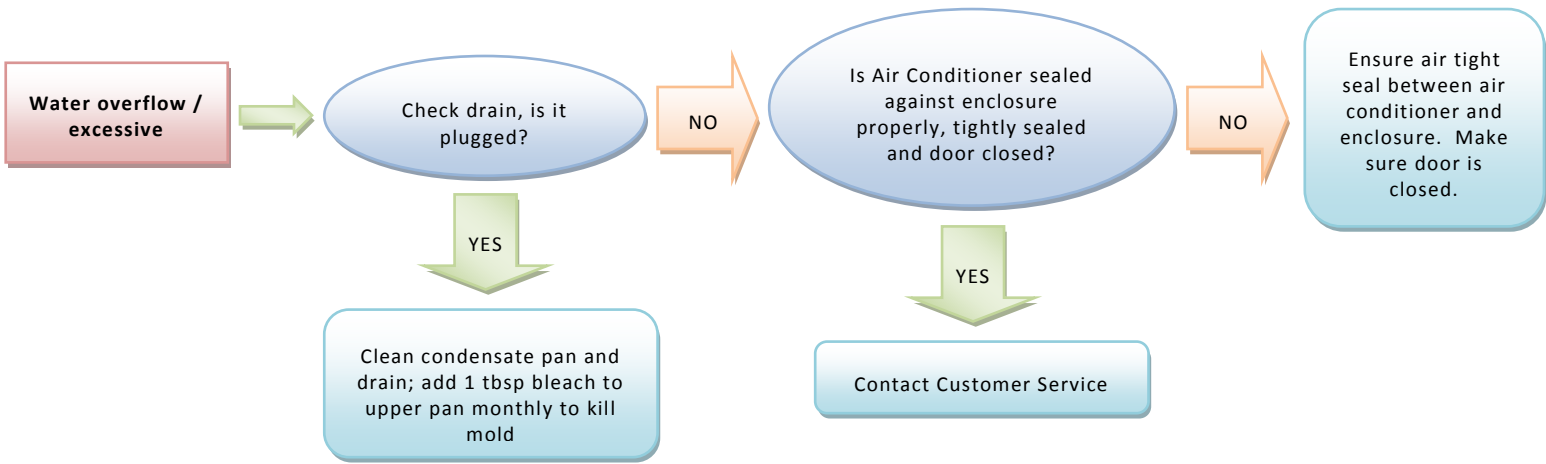 Water overflow /
excessive
Check drain, is it
plugged?
NO
Is Air Conditioner sealed
against enclosure
properly, tightly sealed
and door closed?
NO
Ensure air tight
seal between air
conditioner and
enclosure.  Make
sure door is
closed.
YES
YES
Clean condensate pan and
drain; add 1 tbsp bleach to
upper pan monthly to kill
mold
Contact Customer Service